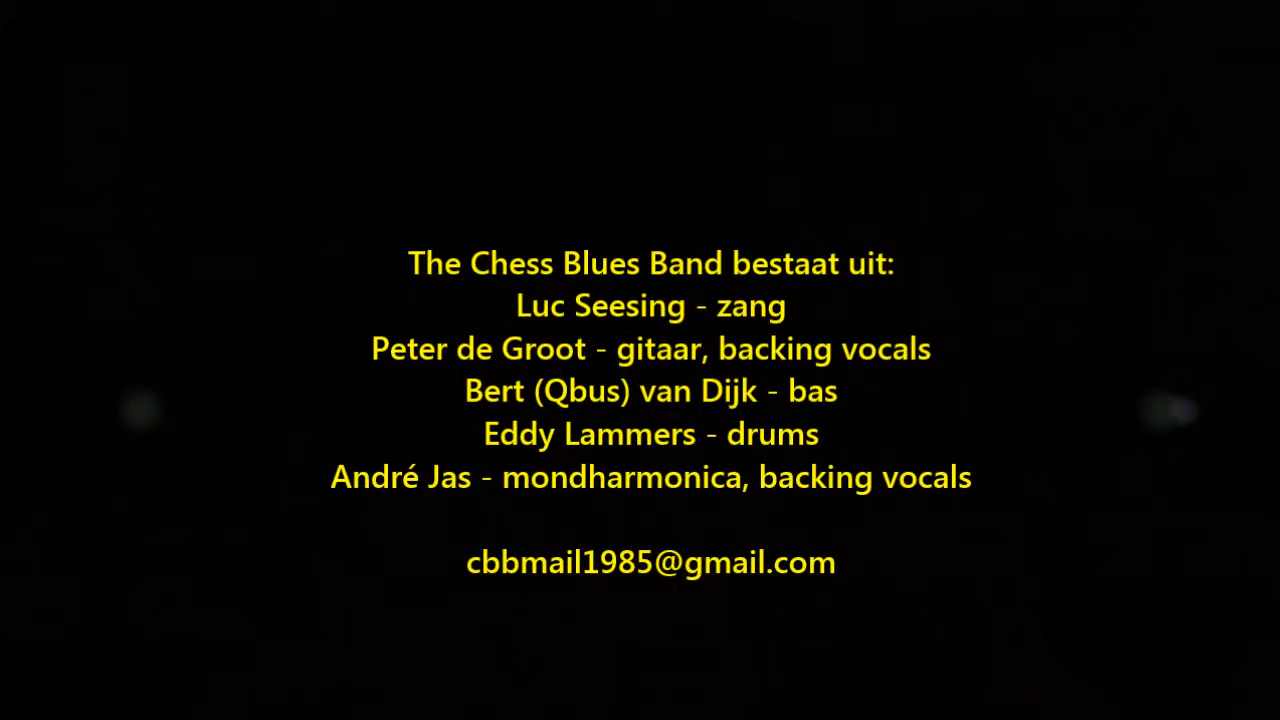 The Chess Blues Band bestaat uit:
Luc Seesing - zang
Peter de Groot - gitaar, backing vocals
Bert (Qbus) van Dijk - bas
Eddy Lammers - drums
André Jas - mondharmonica, backing vocals
cbbmail1985@gmail.com